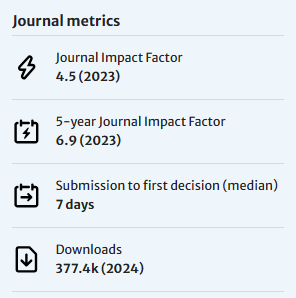 Journal metrics
Journal Impact Factor
4.5 (2023)
5-year Journal Impact Factor
6.9 (2023)
Submission to first decision (median)
7 days
Downloads
377.4k (2024)